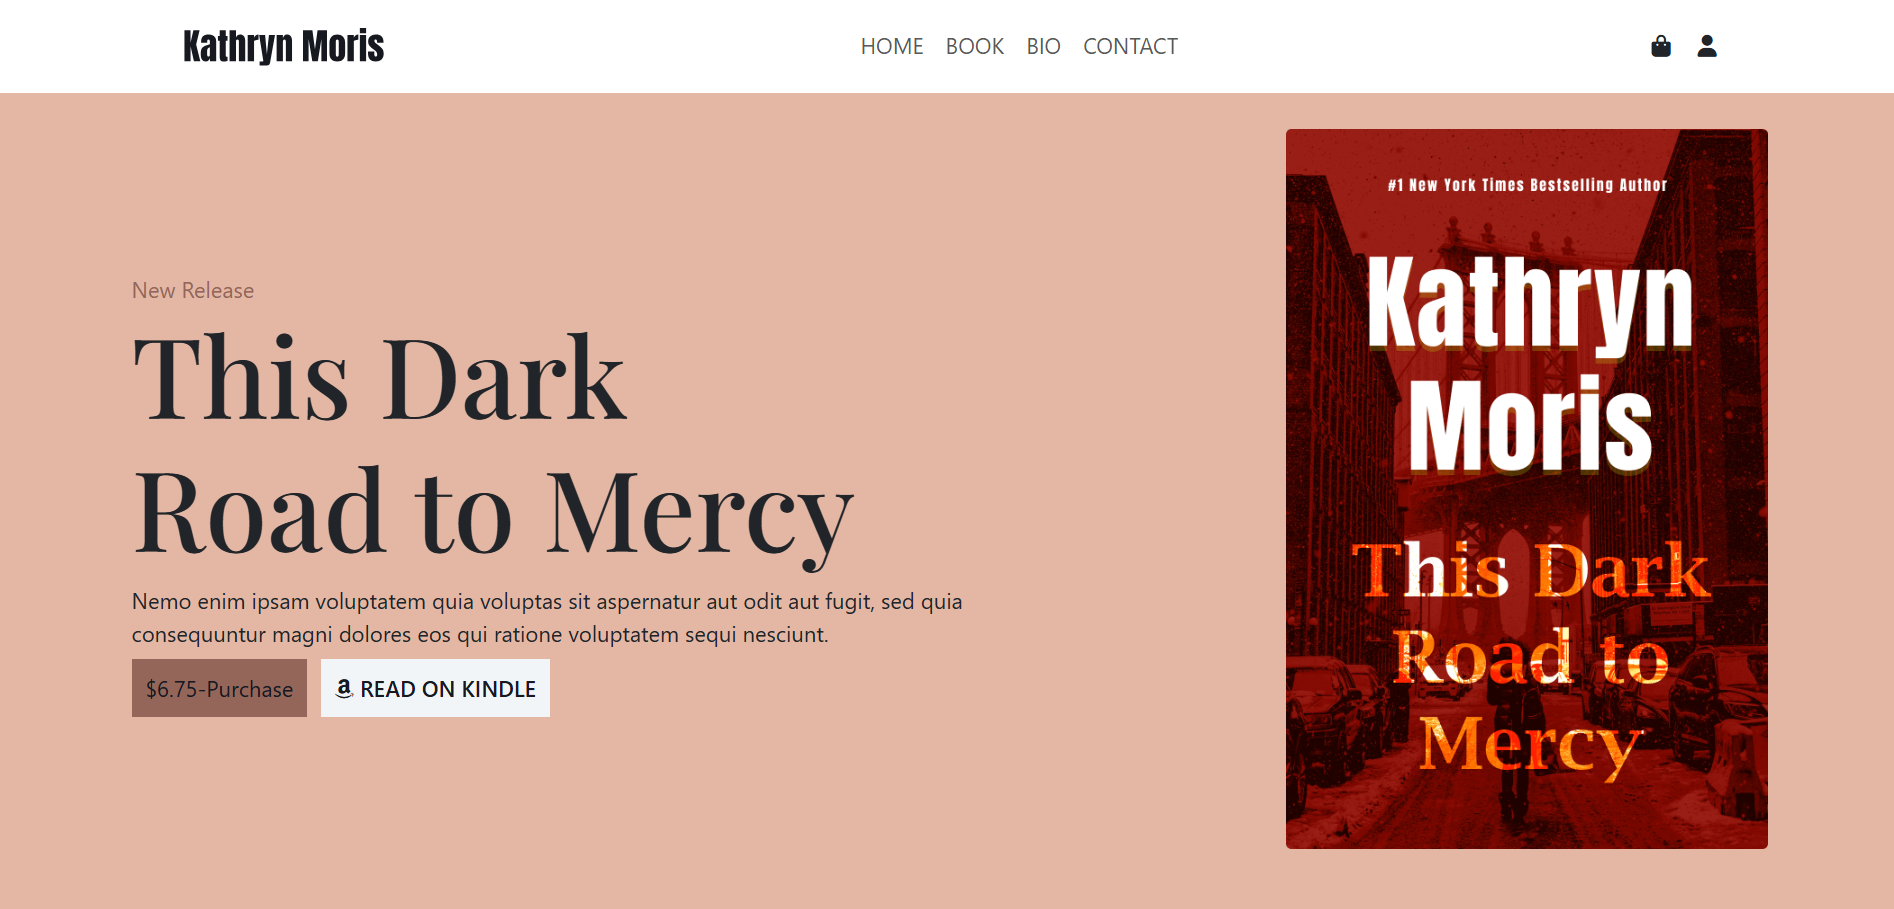 Kathryn Moris
HOME BOOK BIO CONTACT
New Release
This Dark
Road to Mercy
Nemo enim ipsam voluptatem quia voluptas sit aspernatur aut odit aut fugit, sed quia
consequuntur magni dolores eos qui ratione voluptatem sequi nesciunt.
$6.75-Purchase
READ ON KINDLE
#1 New York Times Bestselling Author
Kathryn
Moris
This Dark
Road to
Mercy